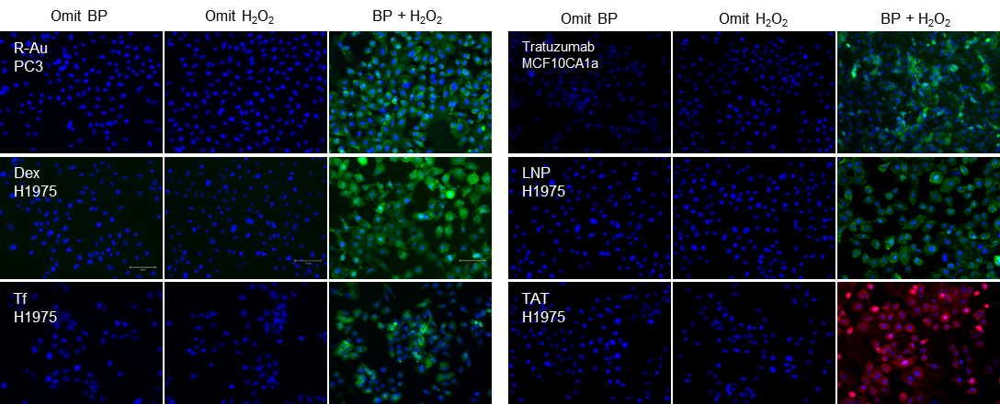 Omit BP Omit H₂O₂ BP + H₂O₂ Omit BP Omit H₂O₂ BP + H₂O₂
R-Au
PC3
Tratuzumab
MCF10CA1a
Dex
H1975
LNP
H1975
Tf
H1975
TAT
H1975